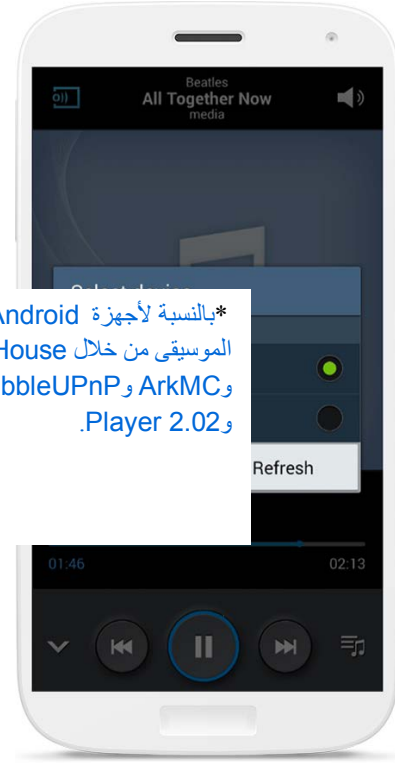 Beatles
All Together Now
media
*بالنسبة لأجهزة Android
الموسيقى من خلال House
وArkMC وbbleUPnP
وPlayer 2.02.
Refresh
01:46
02:13